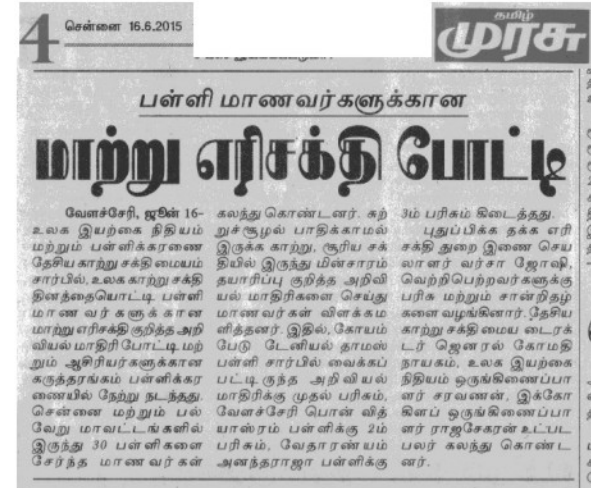 4
சென்னை 16.6.2015
தமிழ்
முரசு
பள்ளி மாணவர்களுக்கான
மாற்று எரிசக்தி போட்டி
வேளச்சேரி, ஜூன் 16-
உலக இயற்கை நிதியம்
மற்றும் பள்ளிக்கரணை
தேசிய காற்று சக்தி மையம்
சார்பில், உலக காற்று சக்தி
தினத்தையொட்டி பள்ளி
மாணவர்களுக்கான
மாற்று எரிசக்தி குறித்த அறி
வியல் மாதிரி போட்டி மற்
றும் ஆசிரியர்களுக்கான
கருத்தரங்கம் பள்ளிக்கர
ணையில் நேற்று நடந்தது.
சென்னை மற்றும் பல்
வேறு மாவட்டங்களில்
இருந்து 30 பள்ளிகளை
சேர்ந்த மாணவர்கள்
கலந்து கொண்டனர். சுற்
றுச்சூழல் பாதிக்காமல்
இருக்க காற்று, சூரிய சக்
தியில் இருந்து மின்சாரம்
தயாரிப்பு குறித்த அறிவி
யல் மாதிரிகளை செய்து
மாணவர்கள் விளக்கம
ளித்தனர். இதில், கோயம்
பேடு டேனியல் தாமஸ்
பள்ளி சார்பில் வைக்கப்
பட்டிருந்த அறிவியல்
மாதிரிக்கு முதல் பரிசும்,
வேளச்சேரி பொன் வித்
யாஸ்ரம் பள்ளிக்கு 2ம்
பரிசும், வேதாரண்யம்
அனந்தராஜா பள்ளிக்கு
3ம் பரிசும் கிடைத்தது.
புதுப்பிக்க தக்க எரி
சக்தி துறை இணை செய
லாளர் வர்சா ஜோஷி,
வெற்றிபெற்றவர்களுக்கு
பரிசு மற்றும் சான்றிதழ்
களை வழங்கினார். தேசிய
காற்று சக்தி மைய டைரக்
டர் ஜெனரல் கோமதி
நாயகம், உலக இயற்கை
நிதியம் ஒருங்கிணைப்பா
ளர் சரவணன், இக்கோ
கிளப் ஒருங்கிணைப்பா
ளர் ராஜசேகரன் உட்பட
பலர் கலந்து கொண்ட
னர்.